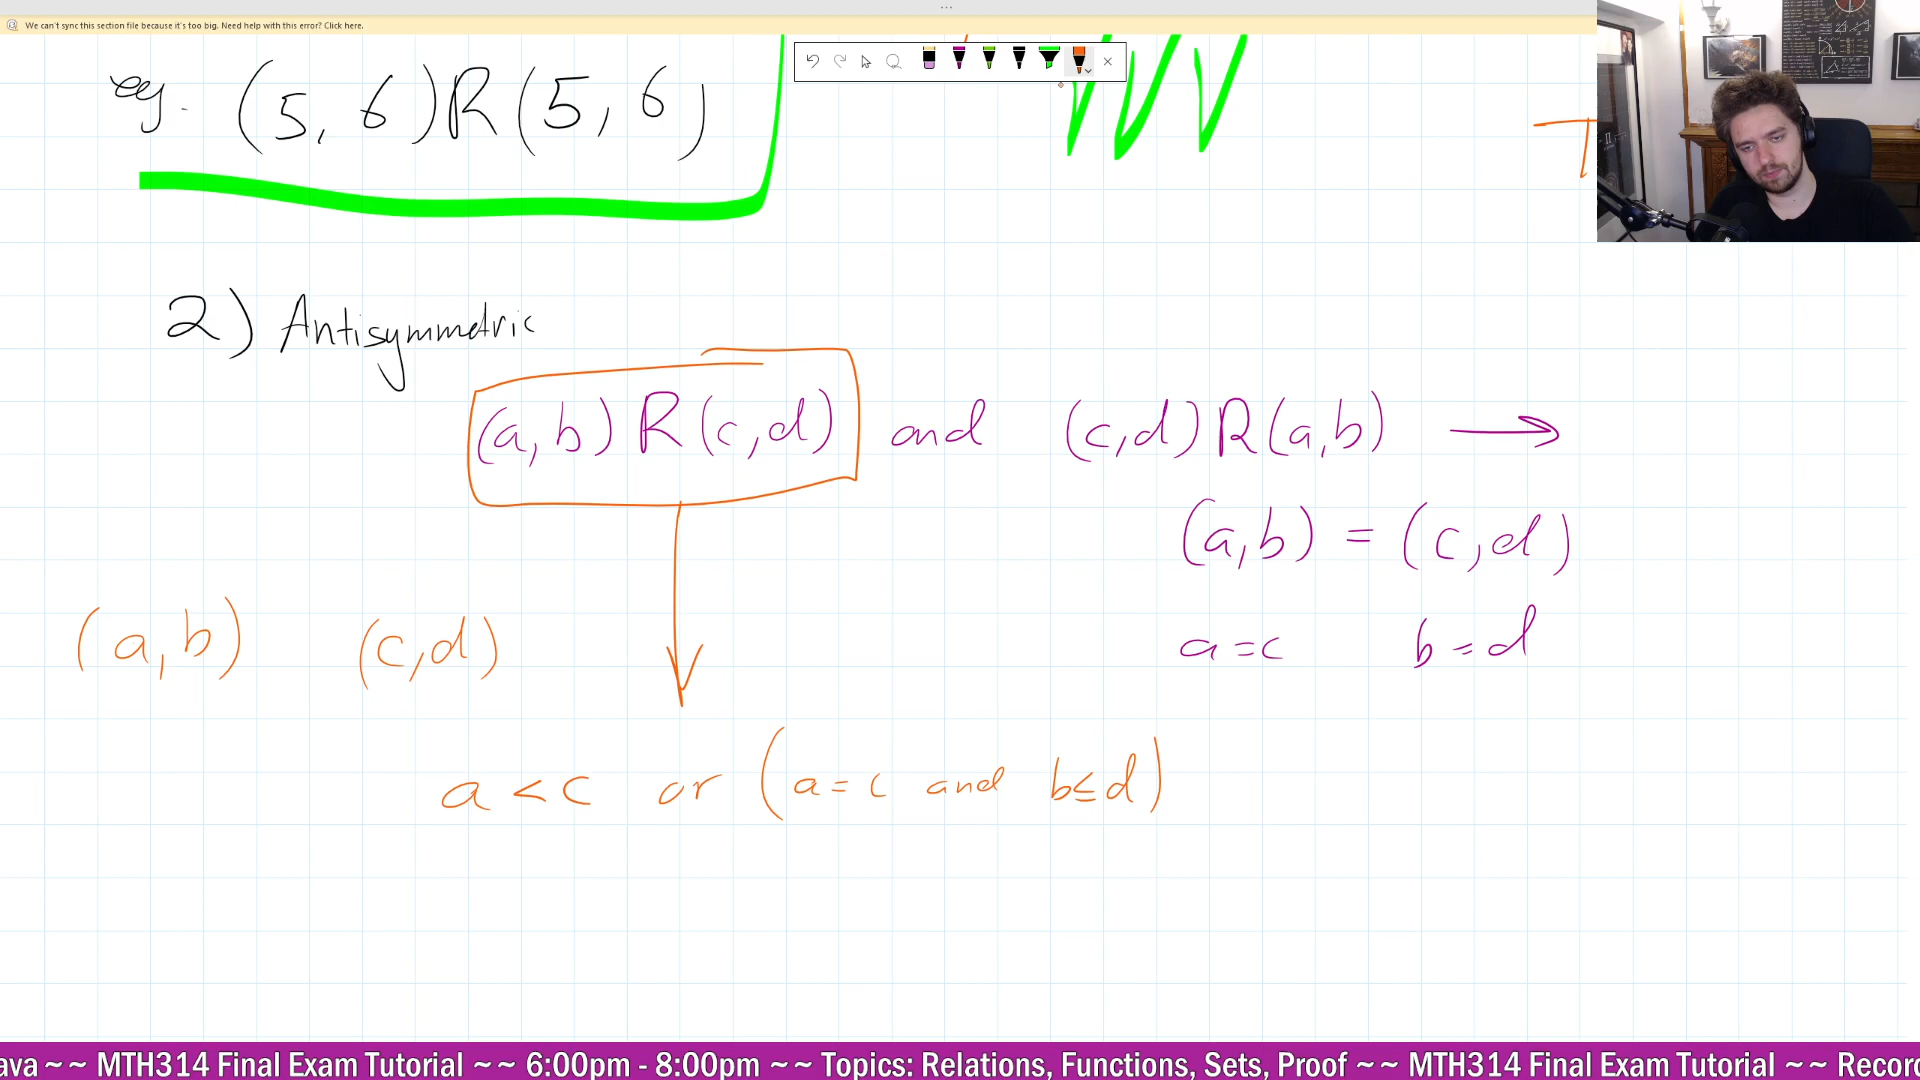 We can't sync this section file because it's too big. Need help with this error? Click here.
eg. (5, 6)R(5, 6)
2) Antisymmetric
(a,b) R (c,d) and (c,d) R (a,b) →
(a,b) = (c,d)
(a,b) (c,d)
a = c b = d
a < c or (a = c and b ≤ d)
ava ~~ MTH314 Final Exam Tutorial ~~ 6:00pm - 8:00pm ~~ Topics: Relations, Functions, Sets, Proof ~~ MTH314 Final Exam Tutorial ~~ Recor